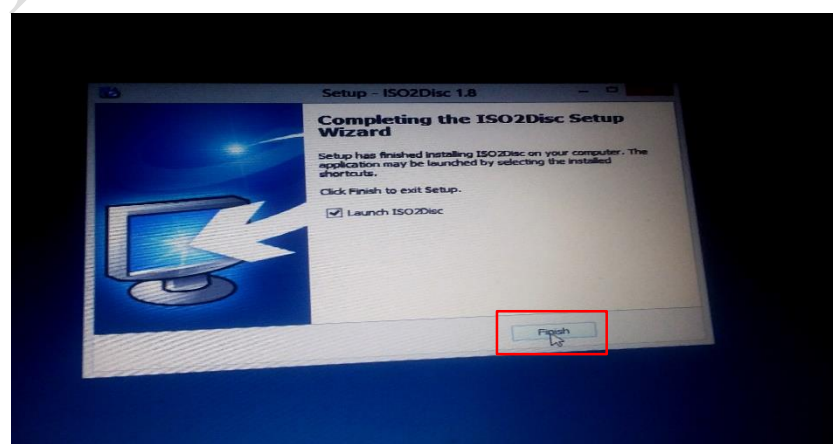 Setup - ISO2Disc 1.8
Completing the ISO2Disc Setup
Wizard
Setup has finished installing ISO2Disc on your computer. The
application may be launched by selecting the installed
shortcuts.
Click Finish to exit Setup.
Launch ISO2Disc
Finish